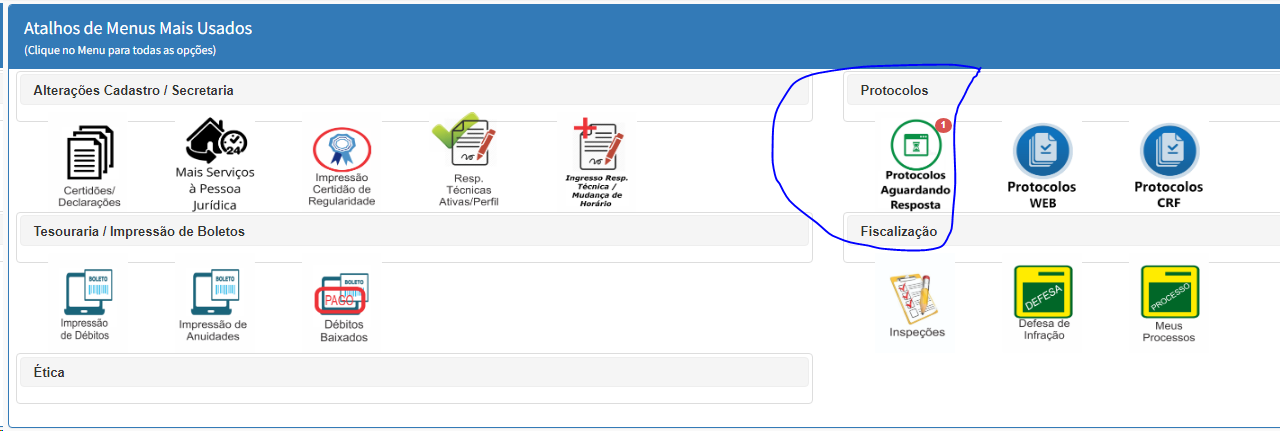 Atalhos de Menus Mais Usados
(Clique no Menu para todas as opções)
Alterações Cadastro / Secretaria
Certidões/
Declarações
24
Mais Serviços
à Pessoa
Jurídica
Impressão
Certidão de
Regularidade
Resp.
Técnicas
Ativas/Perfil
Ingresso Resp.
Técnica /
Mudança de
Horário
Tesouraria / Impressão de Boletos
BOLETO
Impressão
de Débitos
BOLETO
Impressão de
Anuidades
BOLETO
PAGO
Débitos
Baixados
Ética
Protocolos
1
Protocolos
Aguardando
Resposta
Protocolos
WEB
Protocolos
CRF
Fiscalização
Inspeções
DEFESA
Defesa de
Infração
PROCESSO
Meus
Processos